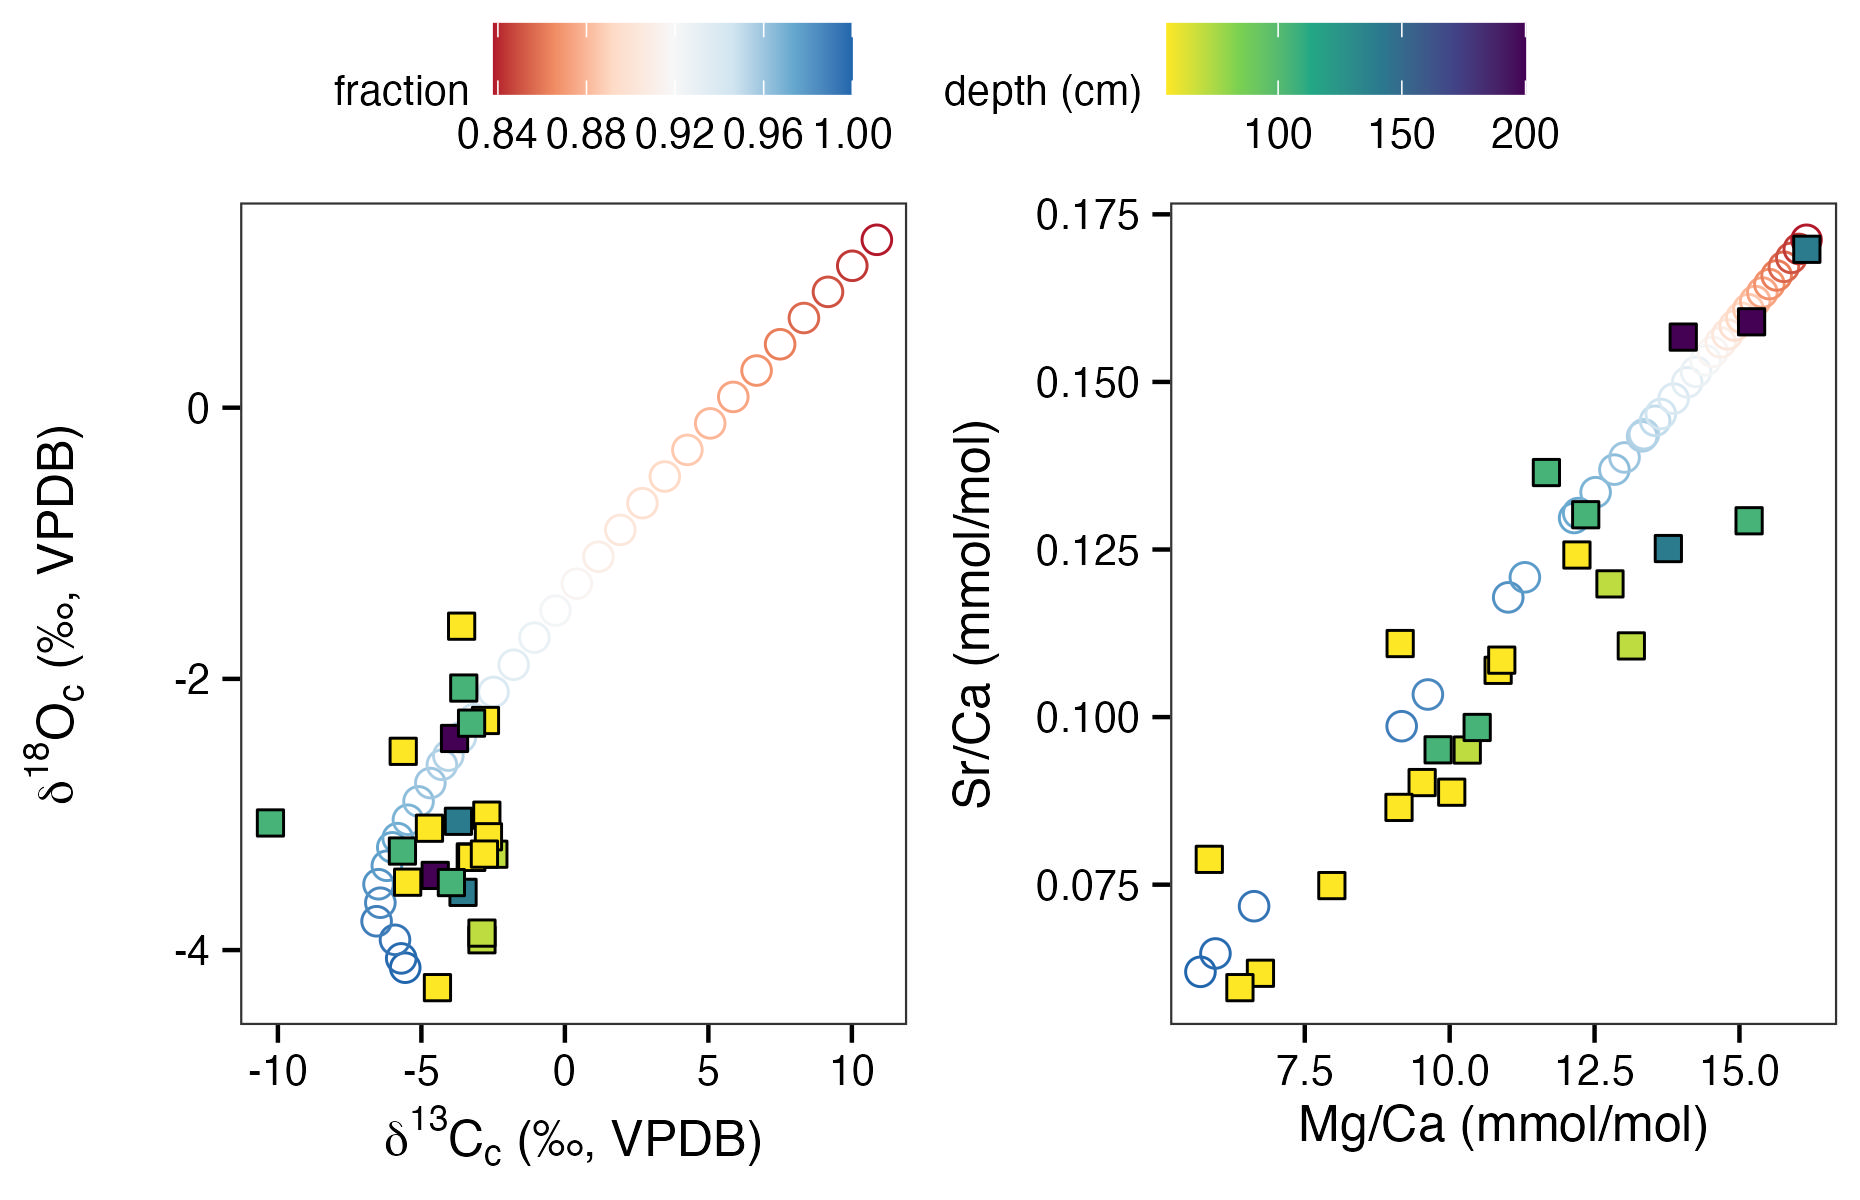 fraction
0.84 0.88 0.92 0.96 1.00
depth (cm)
100 150 200
δ¹⁸Oc (‰, VPDB)
0
-2
-4
-10 -5 0 5 10
δ¹³Cc (‰, VPDB)
Sr/Ca (mmol/mol)
0.175
0.150
0.125
0.100
0.075
7.5 10.0 12.5 15.0
Mg/Ca (mmol/mol)